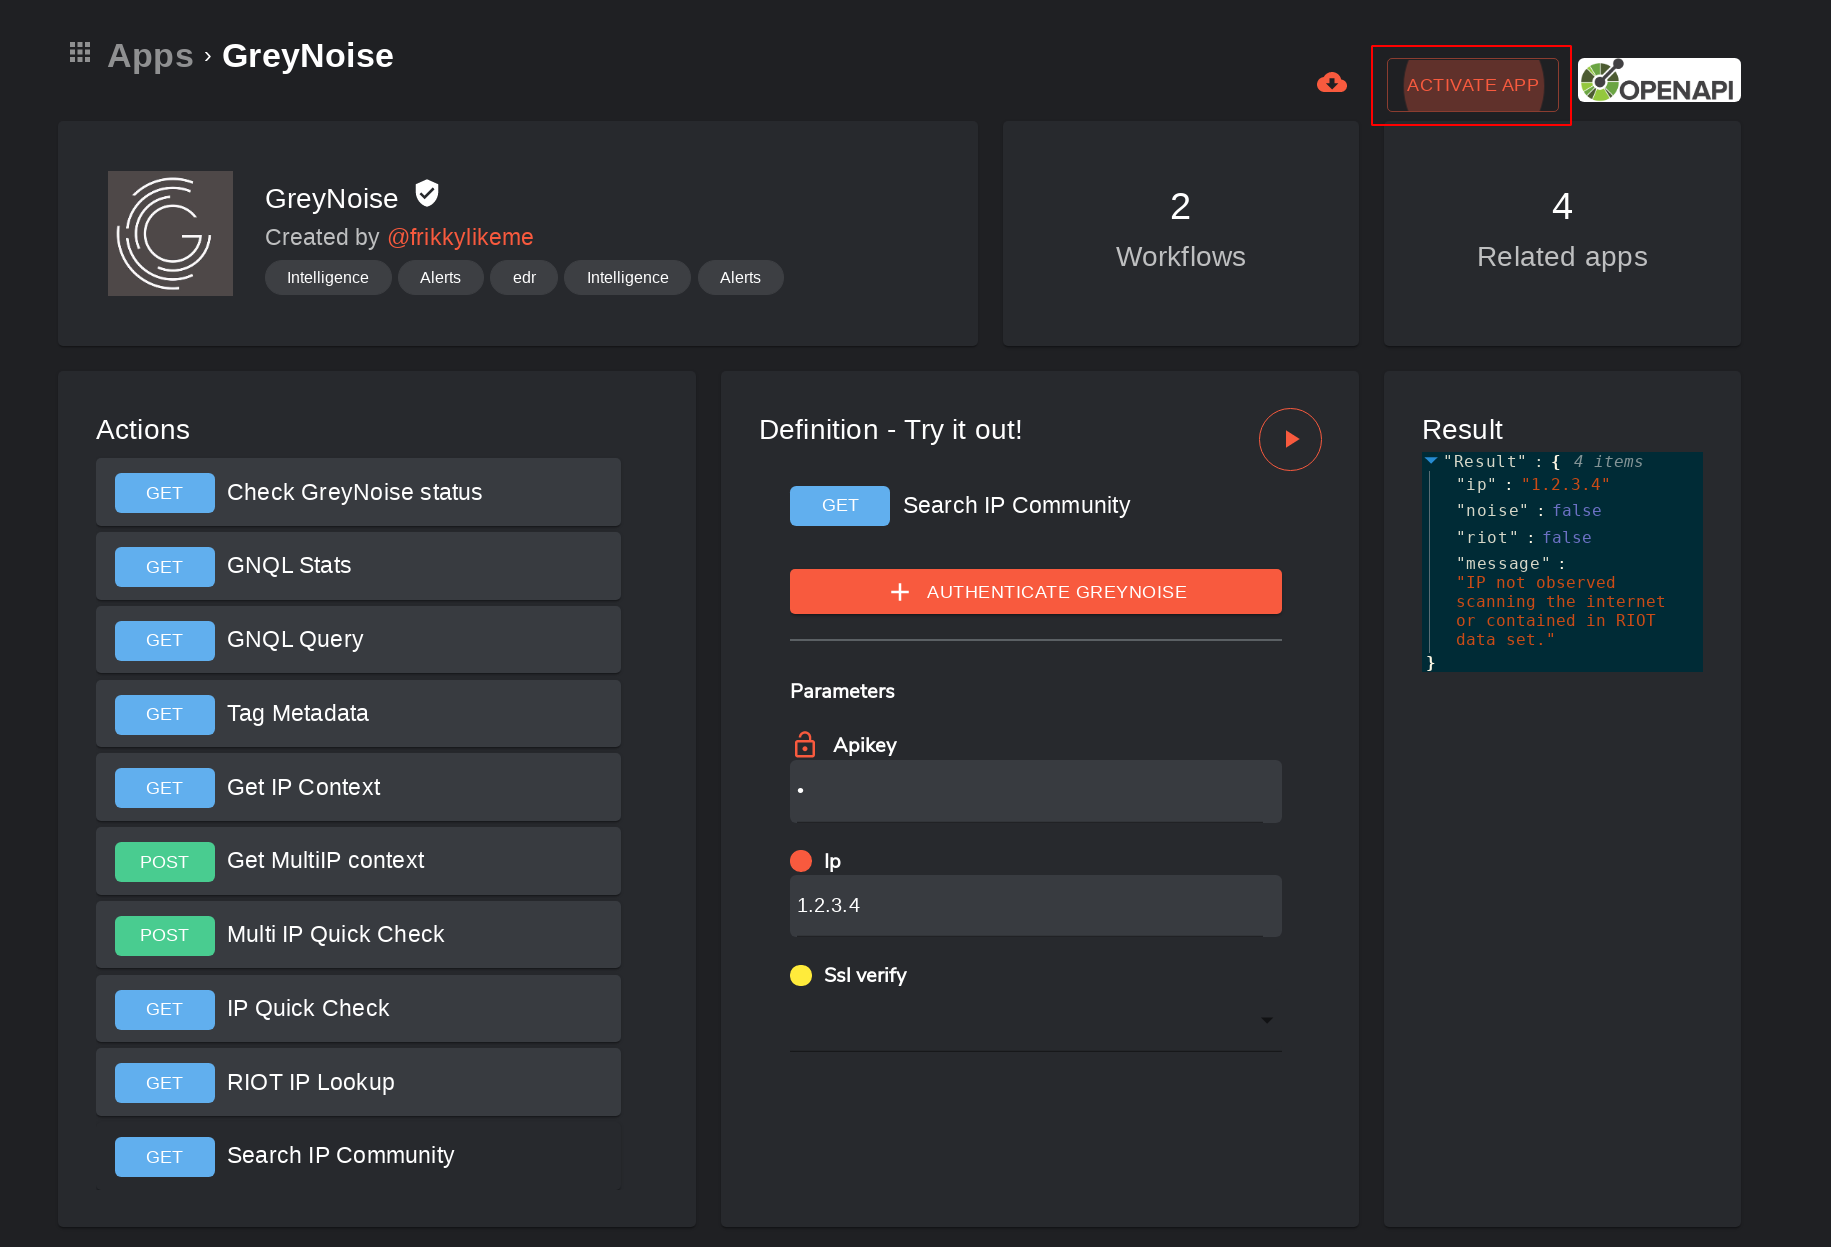 Apps › GreyNoise
ACTIVATE APP
OPENAPI
GreyNoise
Created by @frikkylikeme
Intelligence Alerts edr Intelligence Alerts
2
Workflows
4
Related apps
Actions
GET Check GreyNoise status
GET GNQL Stats
GET GNQL Query
GET Tag Metadata
GET Get IP Context
POST Get MultiIP context
POST Multi IP Quick Check
GET IP Quick Check
GET RIOT IP Lookup
GET Search IP Community
Definition - Try it out!
GET Search IP Community
AUTHENTICATE GREYNOISE
Parameters
Apikey
•
Ip
1.2.3.4
Ssl verify
Result
"Result" : { 4 items
"ip" : "1.2.3.4"
"noise" : false
"riot" : false
"message" :
"IP not observed
scanning the internet
or contained in RIOT
data set."
}